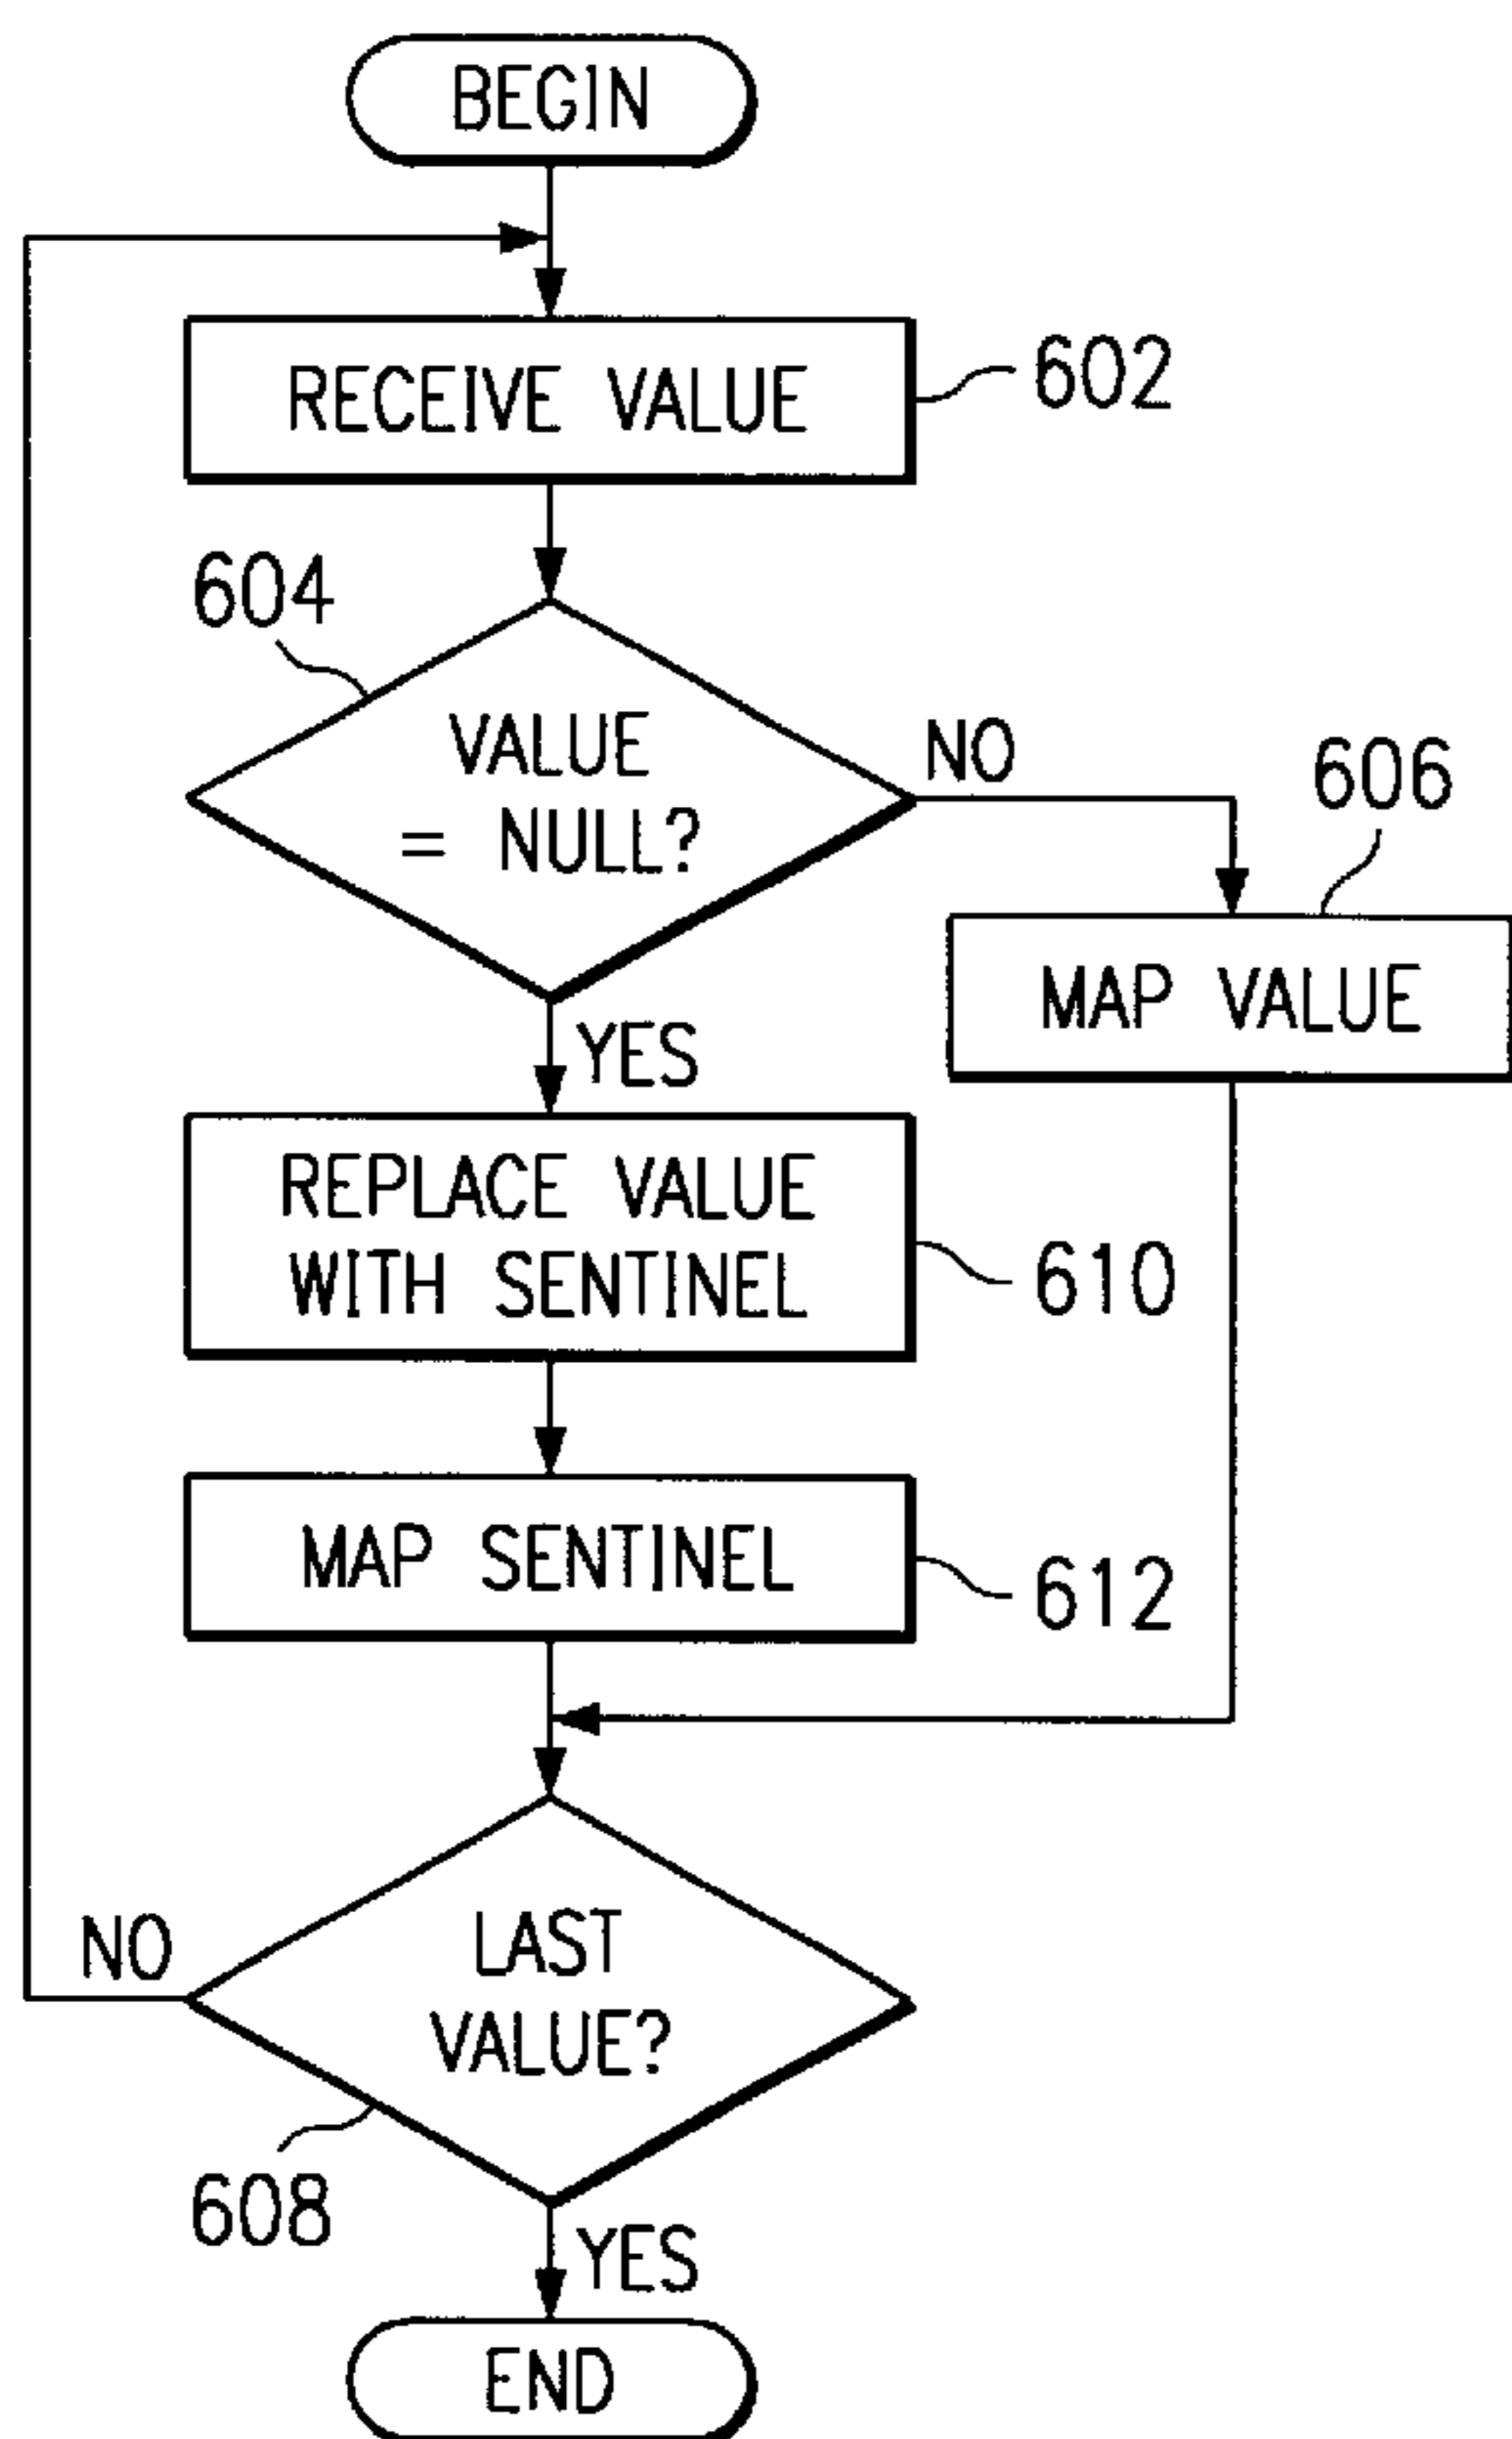 BEGIN
RECEIVE VALUE
602
604
VALUE
= NULL?
NO
606
MAP VALUE
YES
REPLACE VALUE
WITH SENTINEL
610
MAP SENTINEL
612
LAST
VALUE?
NO
608
YES
END